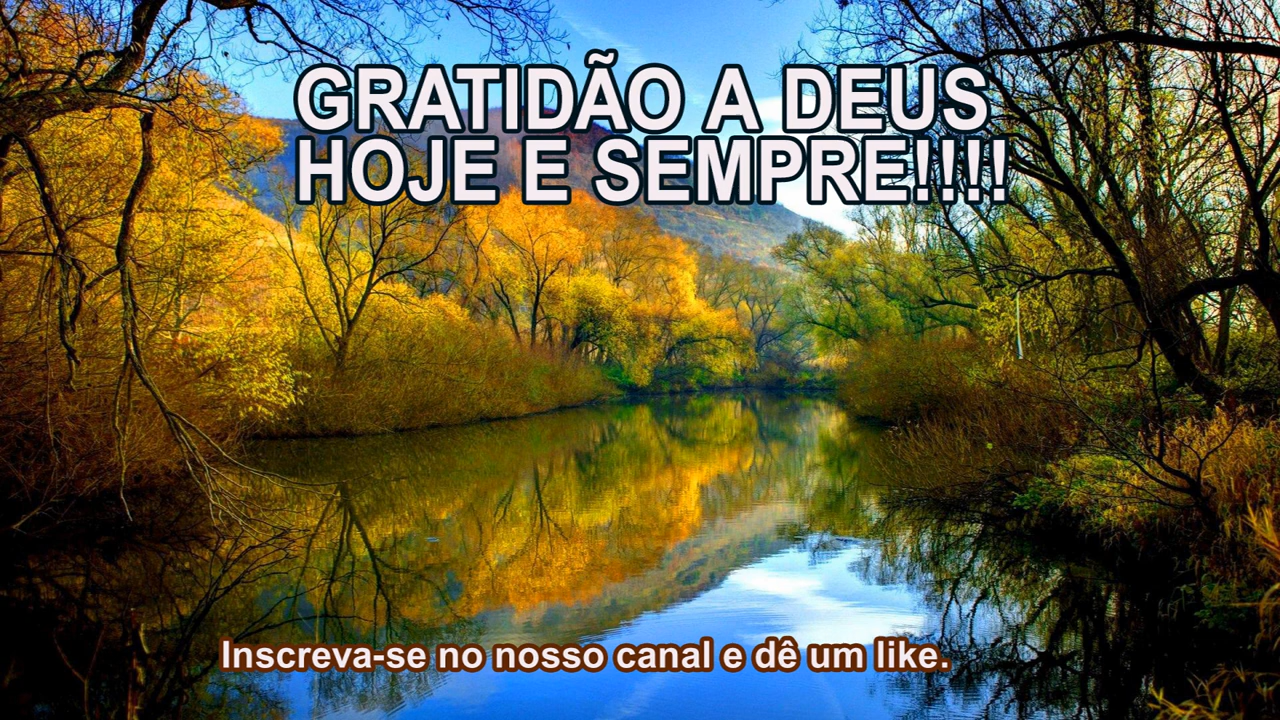 GRATIDÃO A DEUS
HOJE E SEMPRE!!!!
Inscreva-se no nosso canal e dê um like.